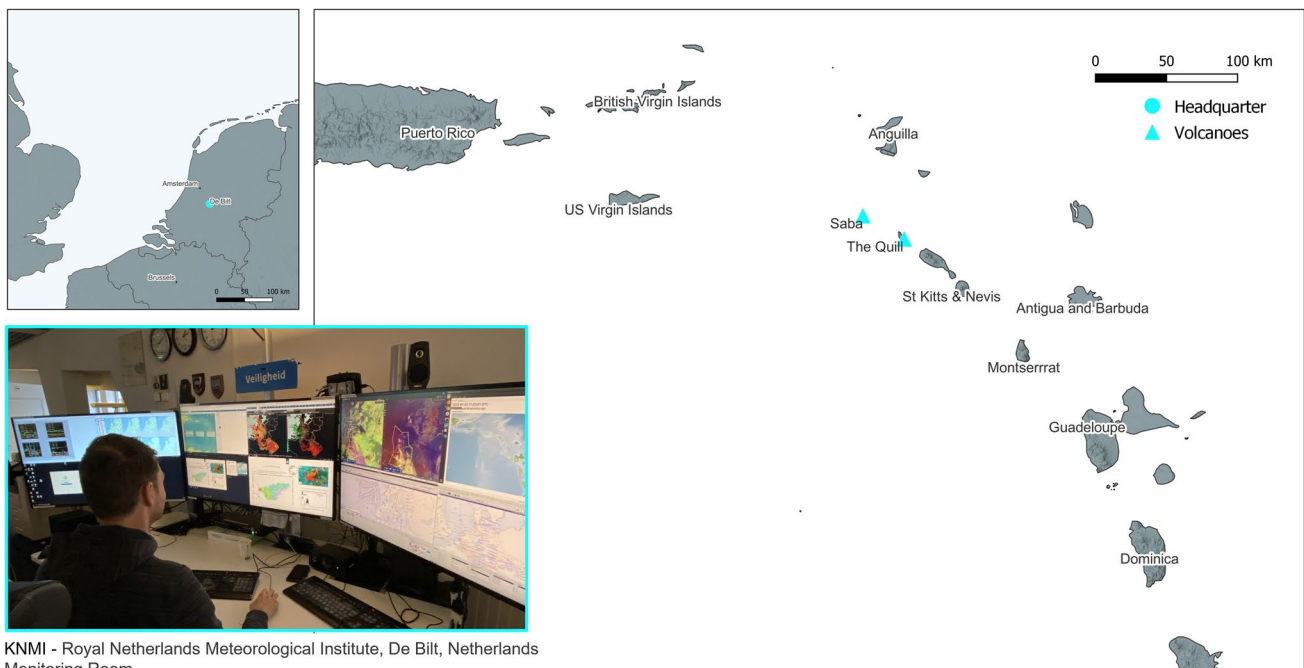 Amsterdam
De Bilt
Brussels
0 50 100 km
0 50 100 km
Headquarter
Volcanoes
British Virgin Islands
Puerto Rico
Anguilla
US Virgin Islands
Saba
The Quill
St Kitts & Nevis
Antigua and Barbuda
Montserrrat
Guadeloupe
Dominica
Veiligheid
KNMI - Royal Netherlands Meteorological Institute, De Bilt, Netherlands
Monitoring Room